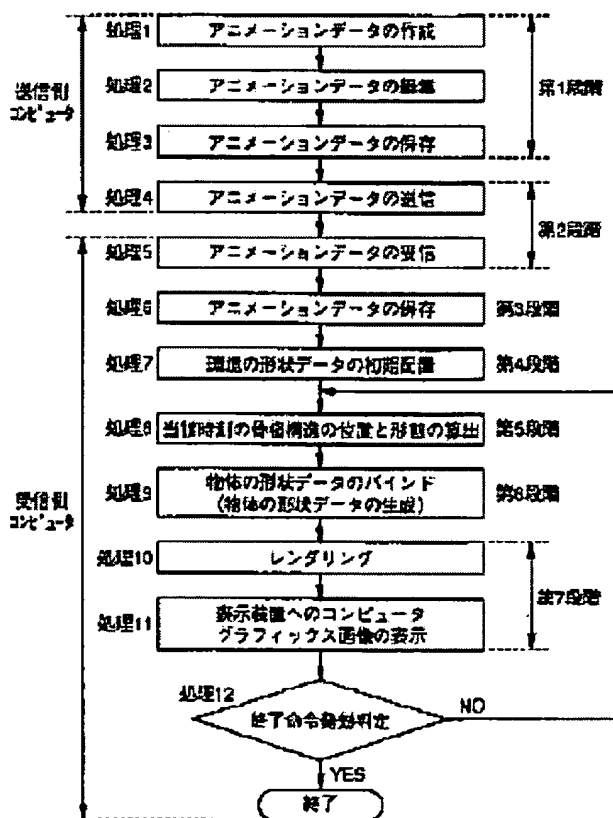 処理1
アニメーションデータの作成
処理2
アニメーションデータの編集
処理3
アニメーションデータの保存
第1段階
送信側
コンピュータ
処理4
アニメーションデータの送信
処理5
アニメーションデータの受信
第2段階
処理6
アニメーションデータの保存
第3段階
処理7
環境の形状データの初期配置
第4段階
処理8
当該時刻の骨格構造の位置と形態の算出
第5段階
処理9
物体の形状データのバインド
(物体の形状データの生成)
第6段階
受信側
コンピュータ
処理10
レンダリング
処理11
表示装置へのコンピュータ
グラフィックス画像の表示
第7段階
処理12
終了命令発効判定
NO
YES
終了